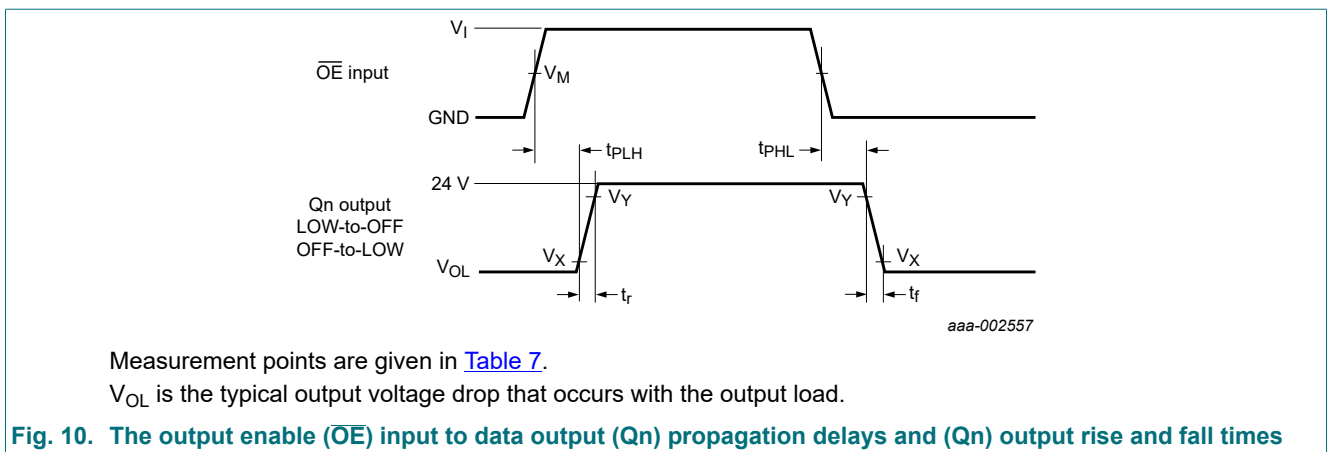 V_I
OE input
V_M
GND
t_PLH
t_PHL
24 V
V_Y
V_Y
Qn output
LOW-to-OFF
OFF-to-LOW
V_X
V_X
V_OL
t_r
t_f
aaa-002557
Measurement points are given in Table 7.
V_OL is the typical output voltage drop that occurs with the output load.
Fig. 10. The output enable (O̅E̅) input to data output (Qn) propagation delays and (Qn) output rise and fall times